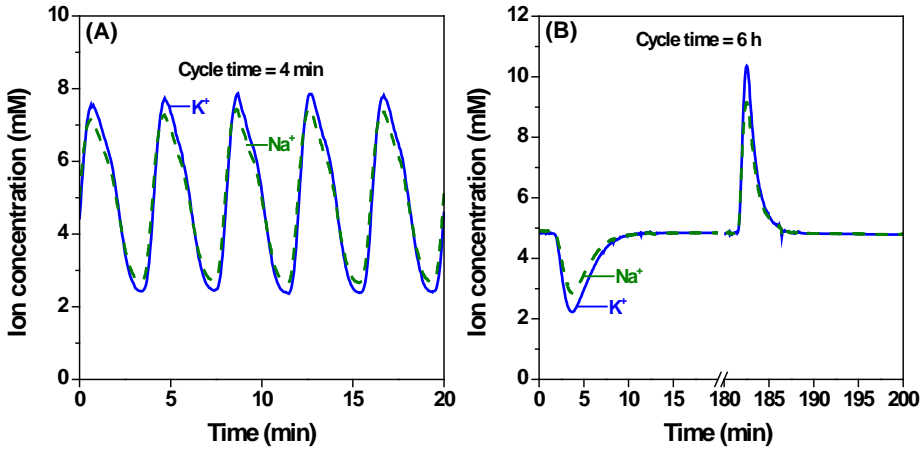 (A)
Cycle time = 4 min
K⁺
Na⁺
Ion concentration (mM)
10
8
6
4
2
0
0 5 10 15 20
Time (min)
(B)
Cycle time = 6 h
Na⁺
K⁺
Ion concentration (mM)
12
10
8
6
4
2
0
0 5 10 15 180 185 190 195 200
Time (min)